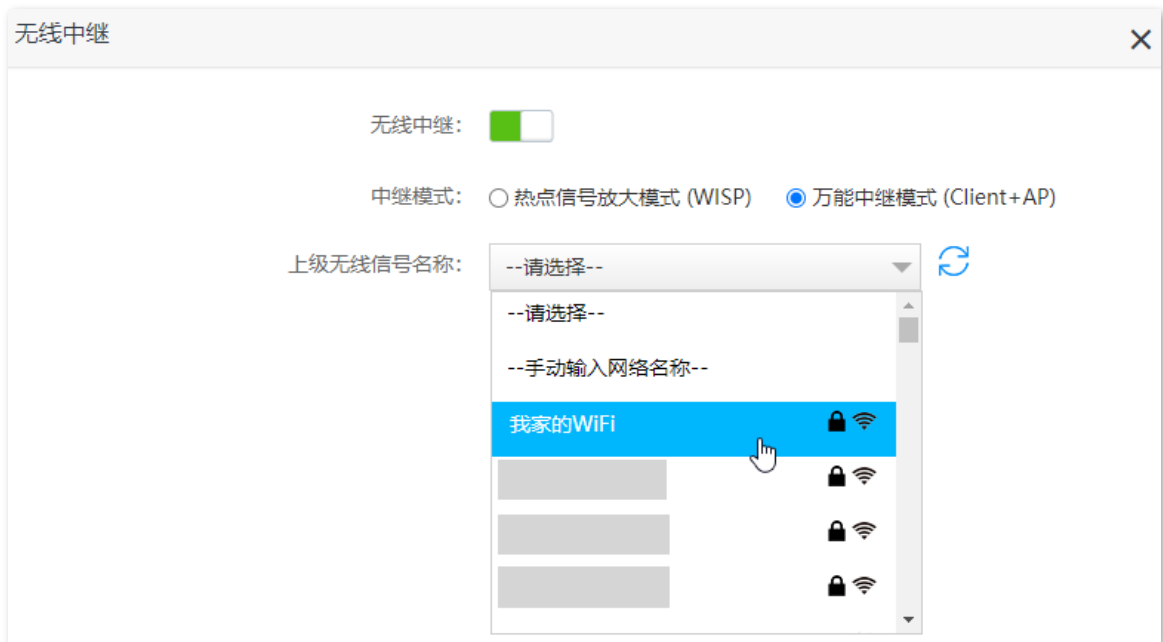 无线中继
无线中继：
中继模式： 热点信号放大模式 (WISP) 万能中继模式 (Client+AP)
上级无线信号名称： --请选择--
--请选择--
--手动输入网络名称--
我家的WiFi